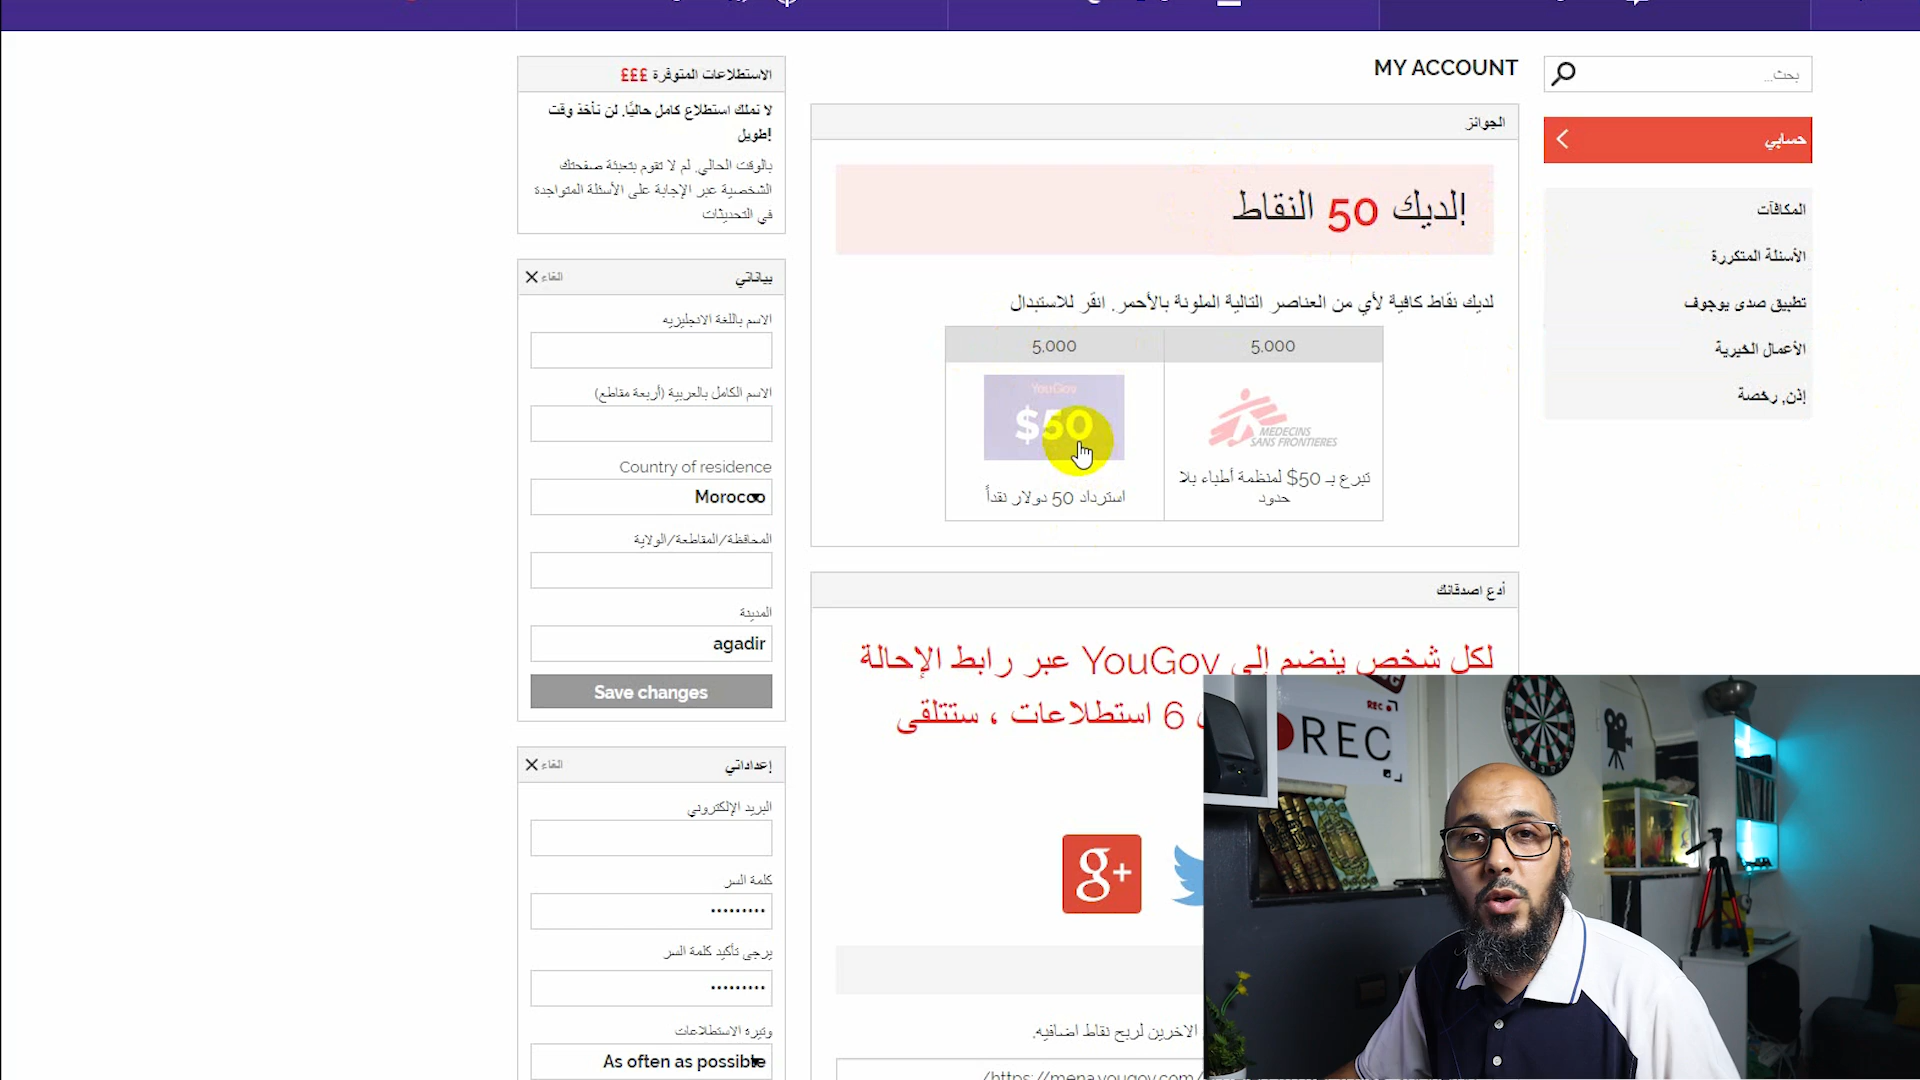 MY ACCOUNT
بحث...
حسابي
المكافآت
الأسئلة المتكررة
تطبيق صدى يوجوف
الأعمال الخيرية
إذن, رخصة
الجوائز
!لديك 50 النقاط
لديك نقاط كافية لأي من العناصر التالية الملونة بالأحمر. انقر للاستبدال
5,000
5,000
MEDECINS
SANS FRONTIERES
تبرع بـ 50$ لمنظمة أطباء بلا
حدود
YouGov
$50
استرداد 50 دولار نقداً
أدع اصدقائك
لكل شخص ينضم إلى YouGov عبر رابط الإحالة
6 استطلاعات ، ستتلقى
g+
الاخرين لربح نقاط اضافيه.
/https://mena.yougov.com
الاستطلاعات المتوفرة £££
لا نملك استطلاع كامل حاليًا. لن نأخذ وقت
!طويل
بالوقت الحالي, لم لا تقوم بتعبئة صفحتك
الشخصية عبر الإجابة على الأسئلة المتواجدة
في التحديثات
بياناتي
الغاء
الاسم باللغة الانجليزيه
الاسم الكامل بالعربية (أربعة مقاطع)
Country of residence
Morocco
المحافظة/المقاطعة/الولاية
المدينة
agadir
Save changes
إعداداتي
الغاء
البريد الإلكتروني
كلمة السر
•••••••••
يرجى تأكيد كلمة السر
•••••••••
وتيرة الاستطلاعات
As often as possible
REC
REC